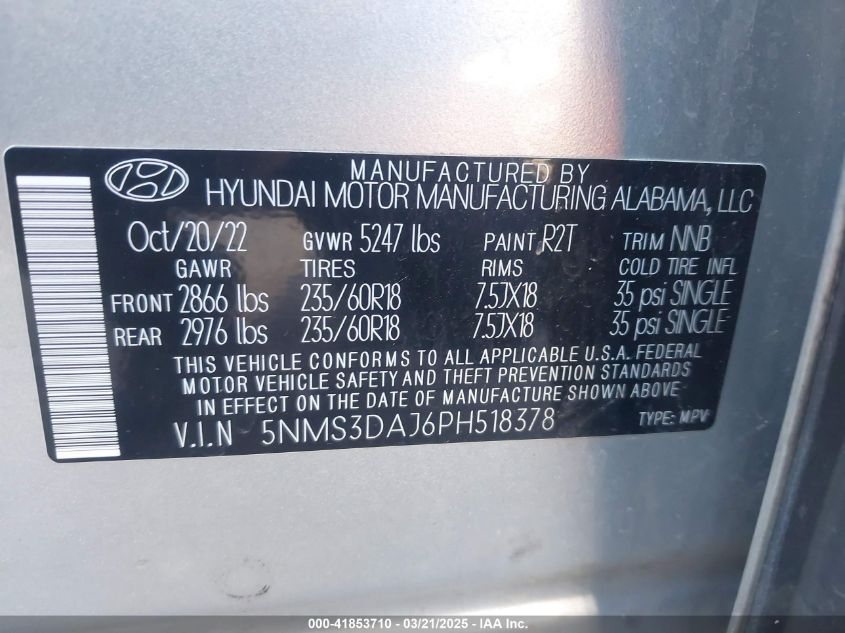 MANUFACTURED BY
HYUNDAI MOTOR MANUFACTURING ALABAMA, LLC
Oct/20/22 GVWR 5247 lbs PAINT R2T TRIM NNB
GAWR TIRES RIMS COLD TIRE INFL
FRONT 2866 lbs 235/60R18 7.5JX18 35 psi SINGLE
REAR 2976 lbs 235/60R18 7.5JX18 35 psi SINGLE
THIS VEHICLE CONFORMS TO ALL APPLICABLE U.S.A. FEDERAL
MOTOR VEHICLE SAFETY AND THEFT PREVENTION STANDARDS
IN EFFECT ON THE DATE OF MANUFACTURE SHOWN ABOVE
V.I.N 5NMS3DAJ6PH518378 TYPE: MPV
000-41853710 - 03/21/2025 - Copyright IAA, Inc.